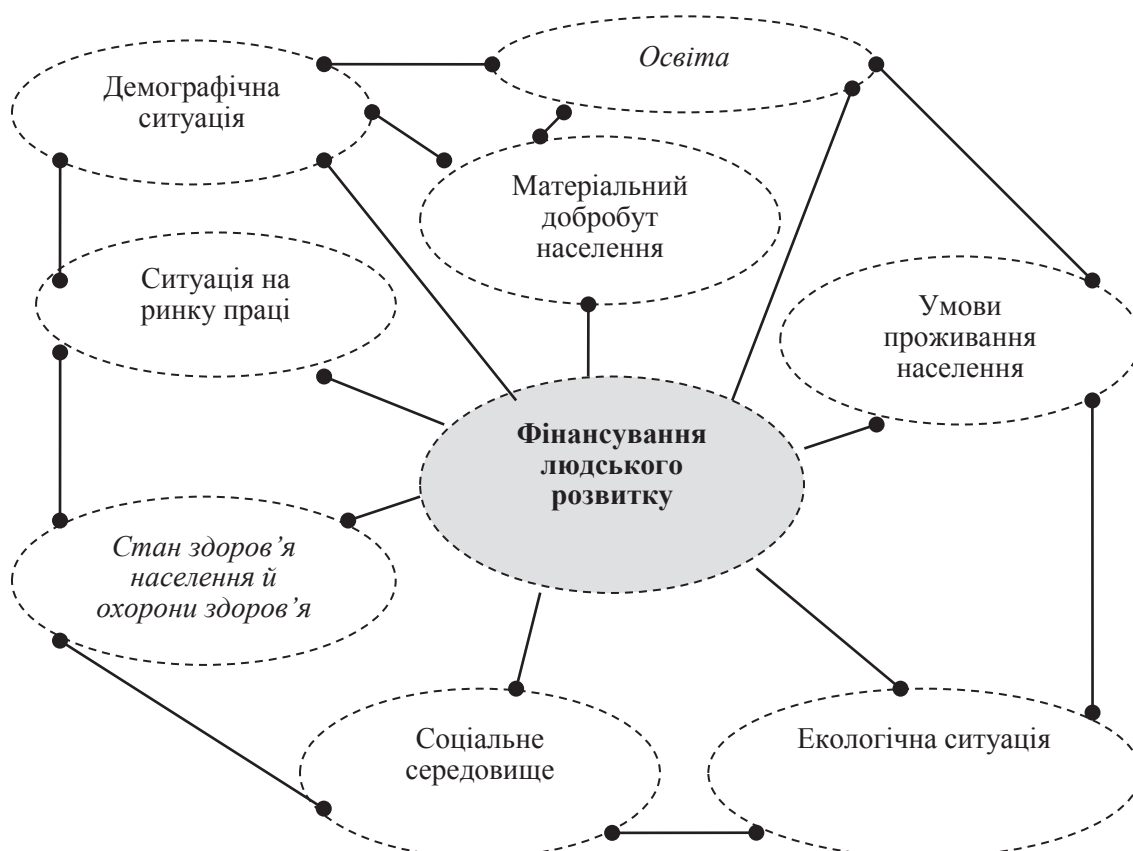 Освіта
Демографічна
ситуація
Матеріальний
добробут
населення
Ситуація на
ринку праці
Умови
проживання
населення
Фінансування
людського
розвитку
Стан здоров’я
населення й
охорони здоров’я
Соціальне
середовище
Екологічна ситуація